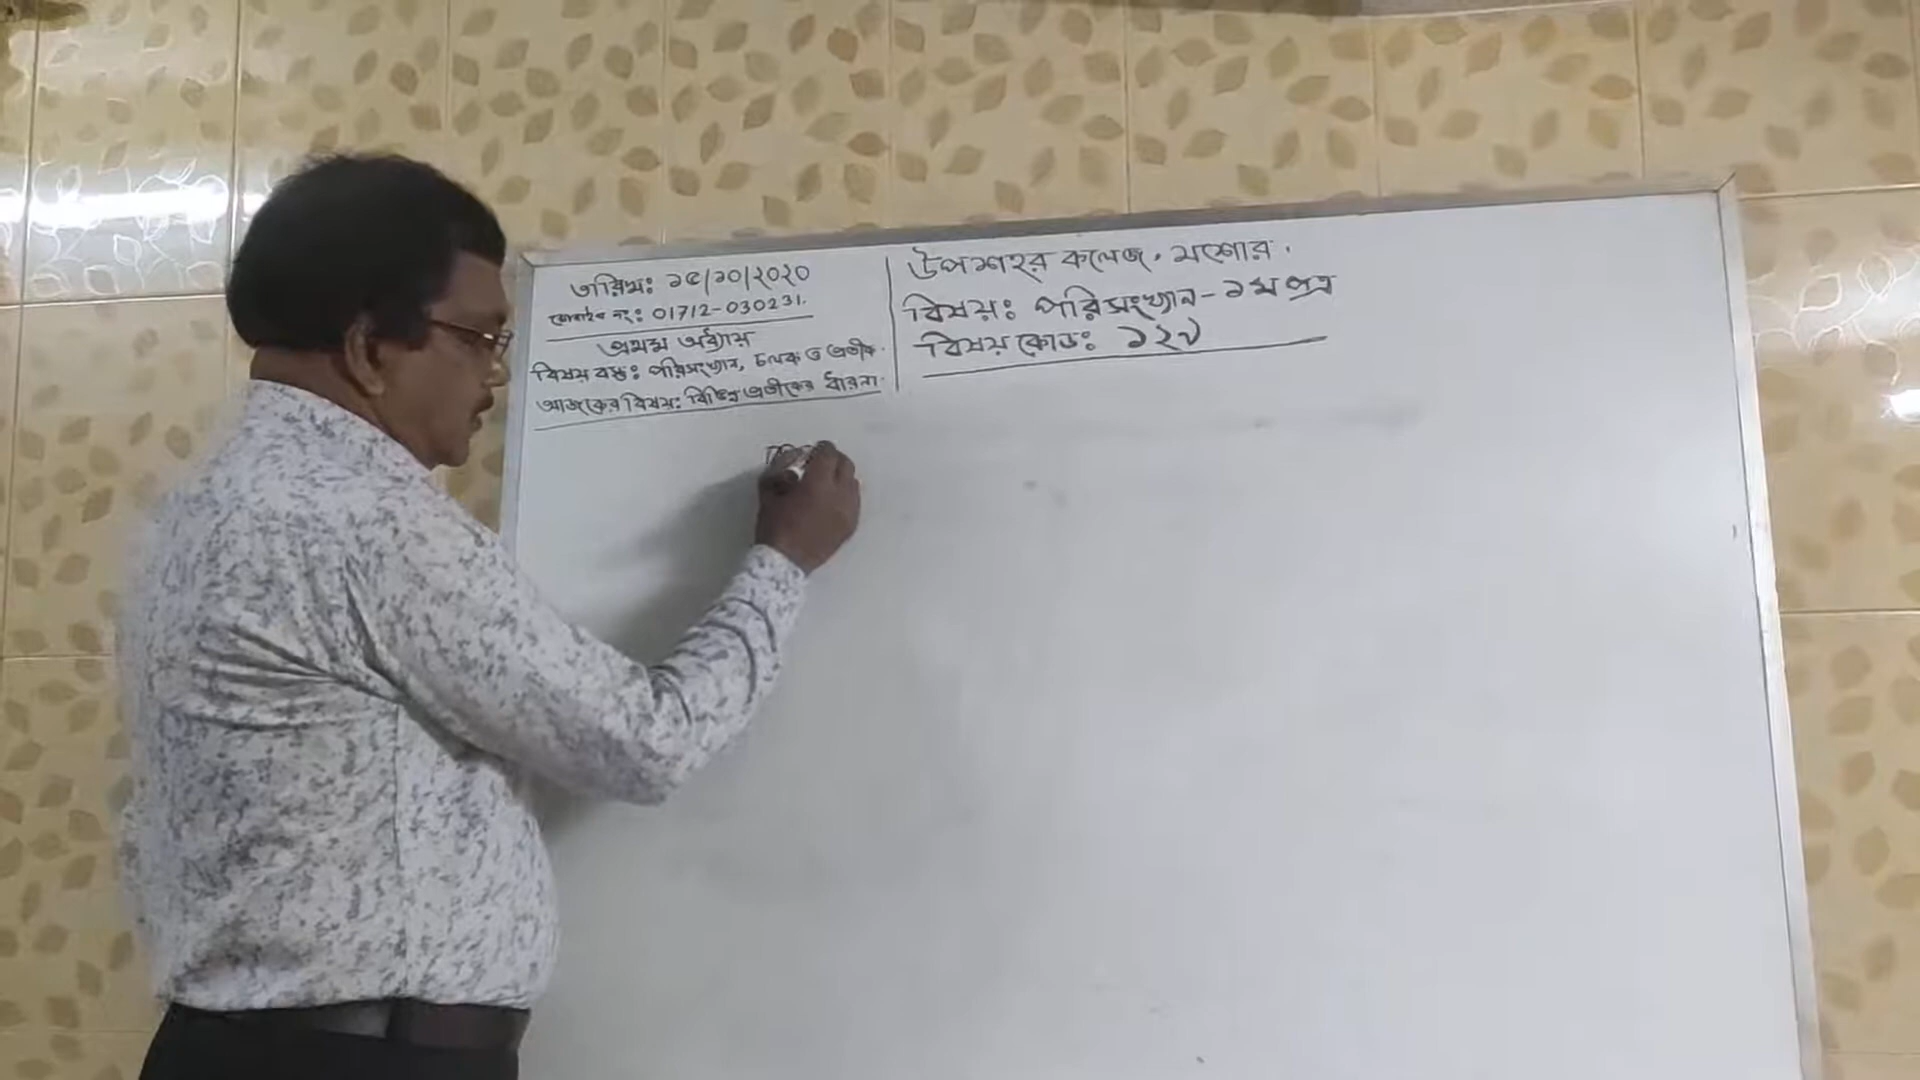 তারিখঃ ১৫/১০/২০২০
মোবাইল নং: 01712-030231.
প্রথম অধ্যায়
বিষয় বস্তু: পরিসংখ্যান, চলক ও প্রতীক.
আজকের বিষয়: বিভিন্ন প্রতীকের ধারনা.
উপশহর কলেজ, যশোর.
বিষয়ঃ পরিসংখ্যান-১ম পত্র
বিষয় কোডঃ ১২৯